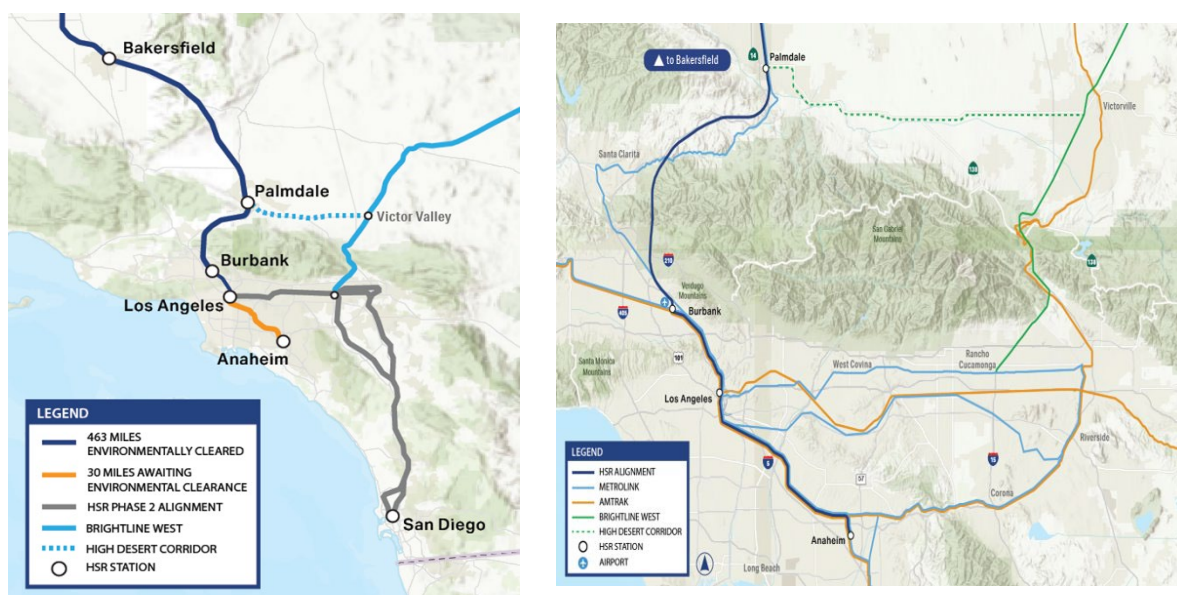 Bakersfield
Palmdale
Victor Valley
Burbank
Los Angeles
Anaheim
San Diego
LEGEND
463 MILES
ENVIRONMENTALLY CLEARED
30 MILES AWAITING
ENVIRONMENTAL CLEARANCE
HSR PHASE 2 ALIGNMENT
BRIGHTLINE WEST
HIGH DESERT CORRIDOR
HSR STATION
to Bakersfield
14
Palmdale
Victorville
Santa Clarita
138
San Gabriel
Mountains
138
210
Verdugo
Mountains
Burbank
405
101
Santa Monica
Mountains
West Covina
Rancho
Cucamonga
Los Angeles
Riverside
5
15
57
Corona
Anaheim
Long Beach
LEGEND
HSR ALIGNMENT
METROLINK
AMTRAK
BRIGHTLINE WEST
HIGH DESERT CORRIDOR
HSR STATION
AIRPORT